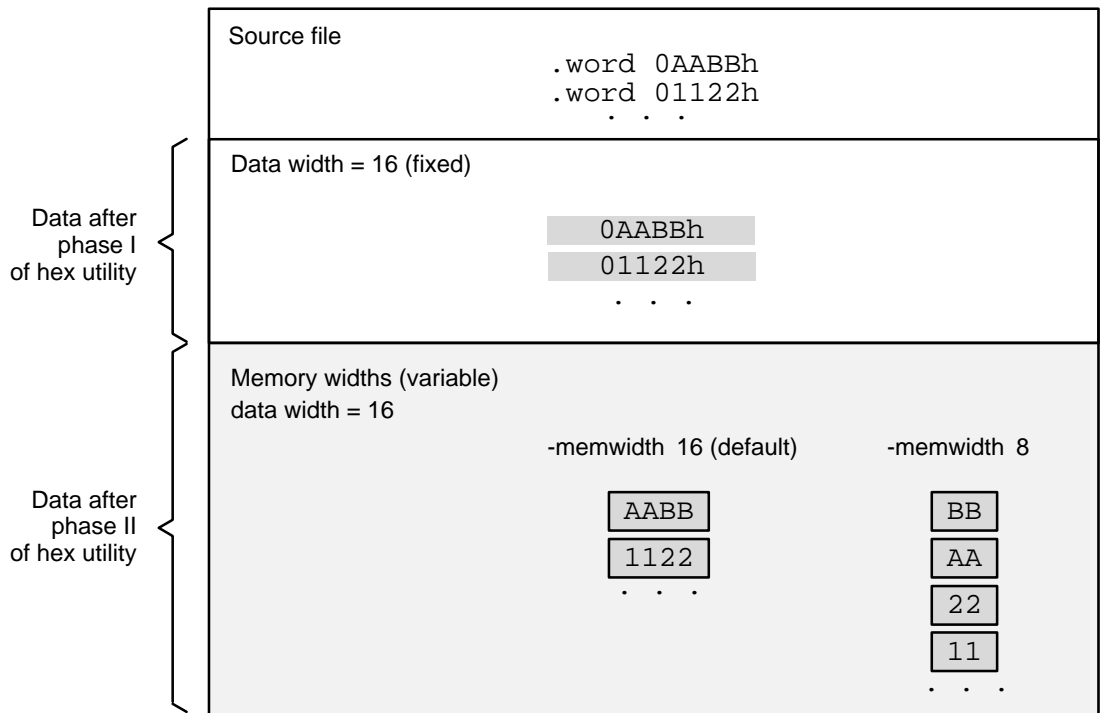 Source file
.word 0AABBh
.word 01122h
. . .
Data width = 16 (fixed)
Data after
phase I
of hex utility
0AABBh
01122h
. . .
Memory widths (variable)
data width = 16
-memwidth 16 (default)
-memwidth 8
Data after
phase II
of hex utility
AABB
1122
. . .
BB
AA
22
11
. . .